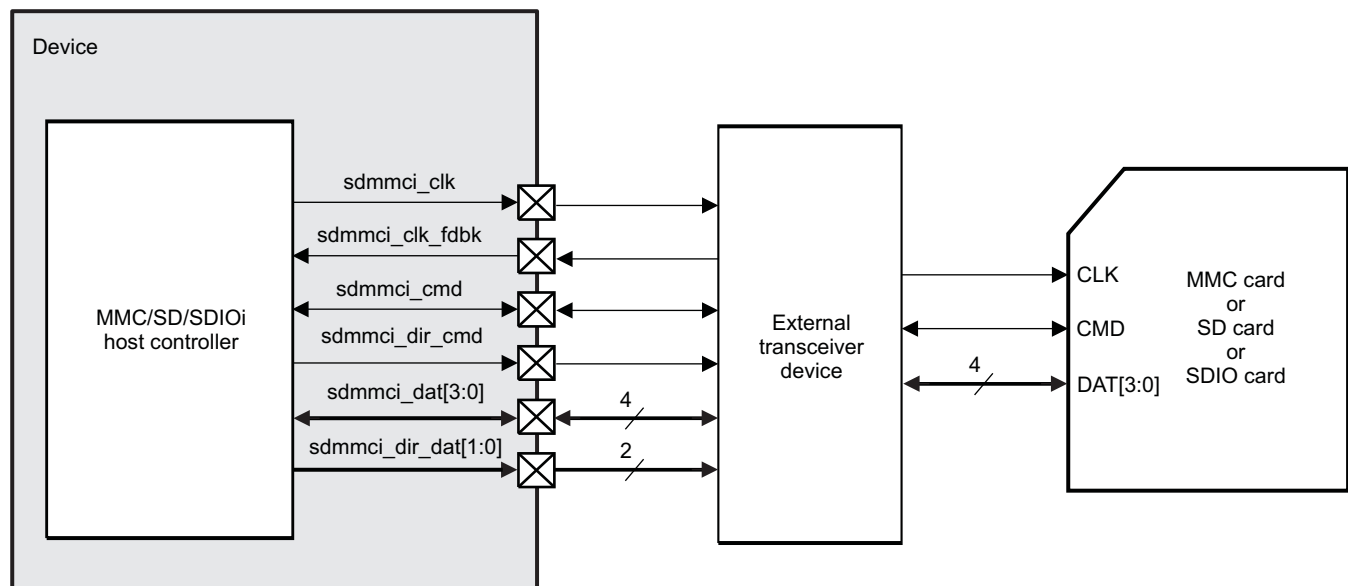 Device
MMC/SD/SDIOi
host controller
sdmmci_clk
sdmmci_clk_fdbk
sdmmci_cmd
sdmmci_dir_cmd
sdmmci_dat[3:0]
sdmmci_dir_dat[1:0]
4
2
External
transceiver
device
4
CLK
CMD
DAT[3:0]
MMC card
or
SD card
or
SDIO card